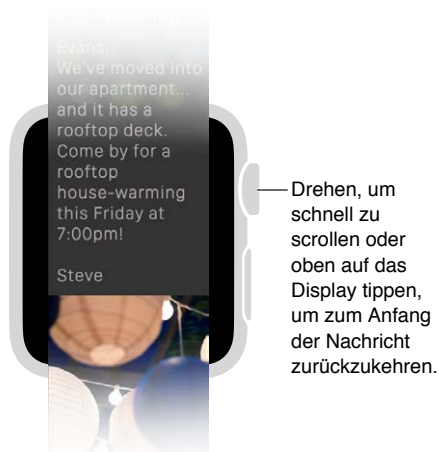 Evans,
We've moved into
our apartment...
and it has a
rooftop deck.
Come by for a
rooftop
house-warming
this Friday at
7:00pm!
Steve
Drehen, um
schnell zu
scrollen oder
oben auf das
Display tippen,
um zum Anfang
der Nachricht
zurückzukehren.